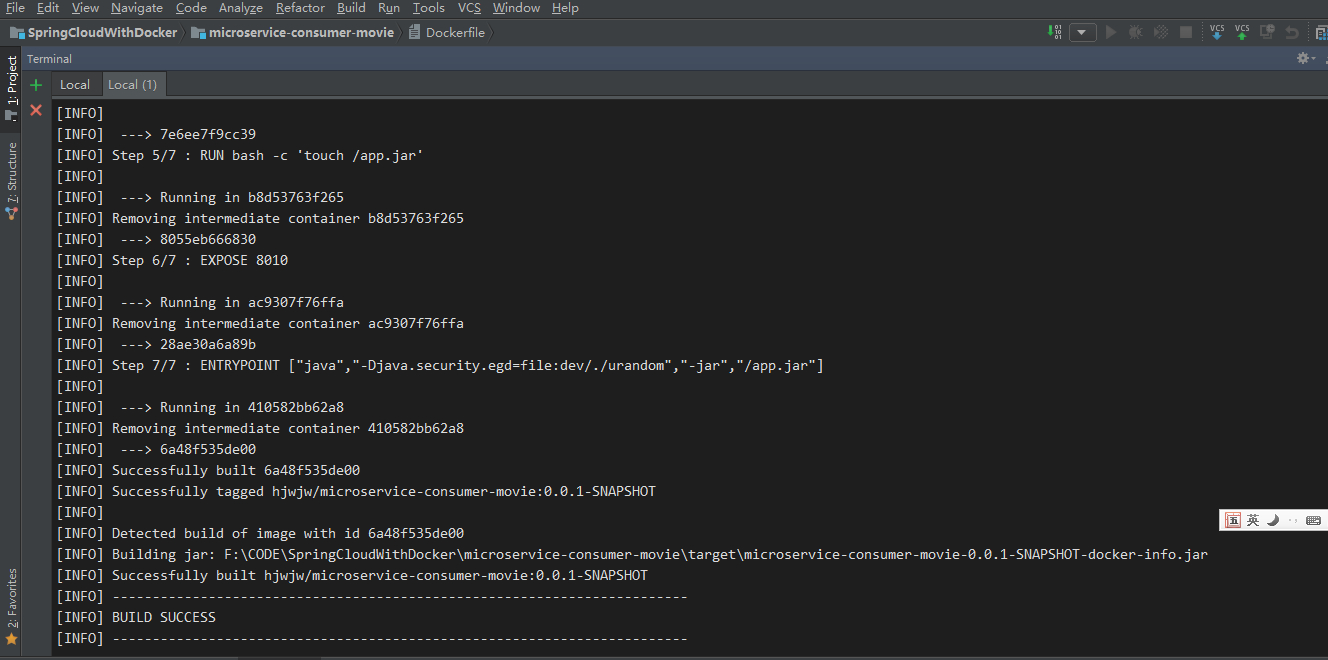 File Edit View Navigate Code Analyze Refactor Build Run Tools VCS Window Help
SpringCloudWithDocker microservice-consumer-movie Dockerfile VCS VCS
1: Project
7: Structure
2: Favorites
Terminal
Local Local (1)
[INFO]
[INFO]  ---> 7e6ee7f9cc39
[INFO] Step 5/7 : RUN bash -c 'touch /app.jar'
[INFO]
[INFO]  ---> Running in b8d53763f265
[INFO] Removing intermediate container b8d53763f265
[INFO]  ---> 8055eb666830
[INFO] Step 6/7 : EXPOSE 8010
[INFO]
[INFO]  ---> Running in ac9307f76ffa
[INFO] Removing intermediate container ac9307f76ffa
[INFO]  ---> 28ae30a6a89b
[INFO] Step 7/7 : ENTRYPOINT ["java","-Djava.security.egd=file:dev/./urandom","-jar","/app.jar"]
[INFO]
[INFO]  ---> Running in 410582bb62a8
[INFO] Removing intermediate container 410582bb62a8
[INFO]  ---> 6a48f535de00
[INFO] Successfully built 6a48f535de00
[INFO] Successfully tagged hjwjw/microservice-consumer-movie:0.0.1-SNAPSHOT
[INFO]
[INFO] Detected build of image with id 6a48f535de00
[INFO] Building jar: F:\CODE\SpringCloudWithDocker\microservice-consumer-movie\target\microservice-consumer-movie-0.0.1-SNAPSHOT-docker-info.jar
[INFO] Successfully built hjwjw/microservice-consumer-movie:0.0.1-SNAPSHOT
[INFO] ------------------------------------------------------------------------
[INFO] BUILD SUCCESS
[INFO] ------------------------------------------------------------------------
五 英